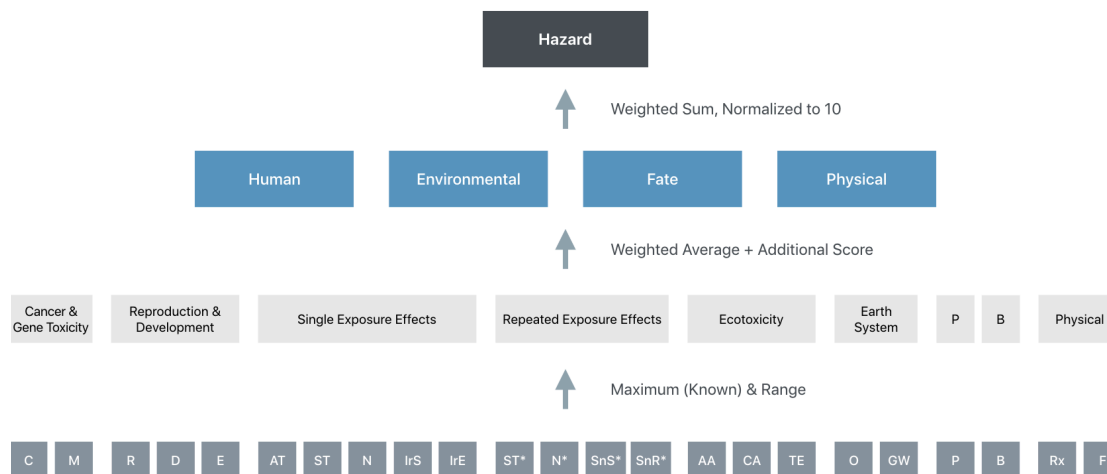 Hazard
Weighted Sum, Normalized to 10
Human Environmental Fate Physical
Weighted Average + Additional Score
Cancer &
Gene Toxicity
Reproduction &
Development
Single Exposure Effects
Repeated Exposure Effects
Ecotoxicity
Earth
System
P
B
Physical
Maximum (Known) & Range
C M R D E AT ST N IrS IrE ST* N* SnS* SnR* AA CA TE O GW P B Rx F